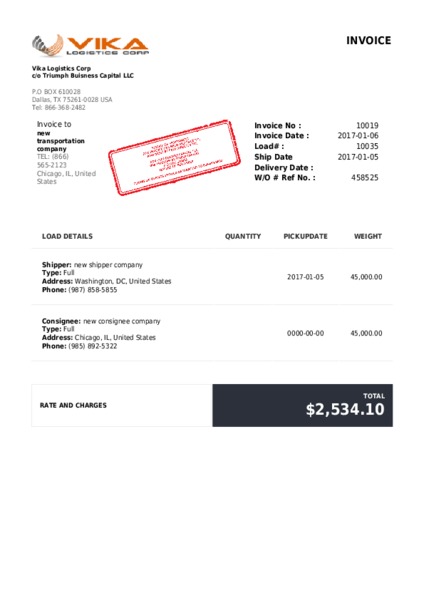 VIKA
LOGISTICS CORP
INVOICE
Vika Logistics Corp
c/o Triumph Buisness Capital LLC
P.O BOX 610028
Dallas, TX 75261-0028 USA
Tel: 866-368-2482
Invoice to
new
transportation
company
TEL: (866)
565-2123
Chicago, IL, United
States
Invoice No : 10019
Invoice Date : 2017-01-06
Load# : 10035
Ship Date 2017-01-05
Delivery Date :
W/O # Ref No. : 458525
LOAD DETAILS QUANTITY PICKUPDATE WEIGHT
Shipper: new shipper company
Type: Full
Address: Washington, DC, United States
Phone: (987) 858-5855
2017-01-05 45,000.00
Consignee: new consignee company
Type: Full
Address: Chicago, IL, United States
Phone: (985) 892-5322
0000-00-00 45,000.00
RATE AND CHARGES
TOTAL
$2,534.10